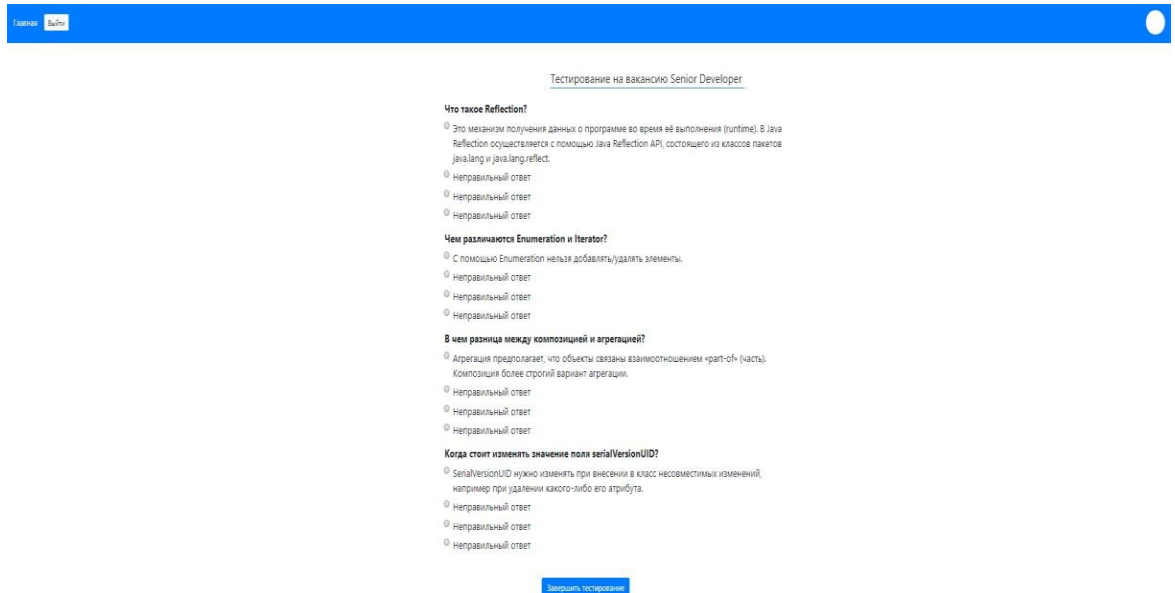 Главная Выйти
Тестирование на вакансию Senior Developer
Что такое Reflection?
Это механизм получения данных о программе во время её выполнения (runtime). В Java
Reflection осуществляется с помощью Java Reflection API, состоящего из классов пакетов
java.lang и java.lang.reflect.
Неправильный ответ
Неправильный ответ
Неправильный ответ
Чем различаются Enumeration и Iterator?
С помощью Enumeration нельзя добавлять/удалять элементы.
Неправильный ответ
Неправильный ответ
Неправильный ответ
В чем разница между композицией и агрегацией?
Агрегация предполагает, что объекты связаны взаимоотношением «part-of» (часть).
Композиция более строгий вариант агрегации.
Неправильный ответ
Неправильный ответ
Неправильный ответ
Когда стоит изменять значение поля serialVersionUID?
SerialVersionUID нужно изменять при внесении в класс несовместимых изменений,
например при удалении какого-либо его атрибута.
Неправильный ответ
Неправильный ответ
Неправильный ответ
Завершить тестирование